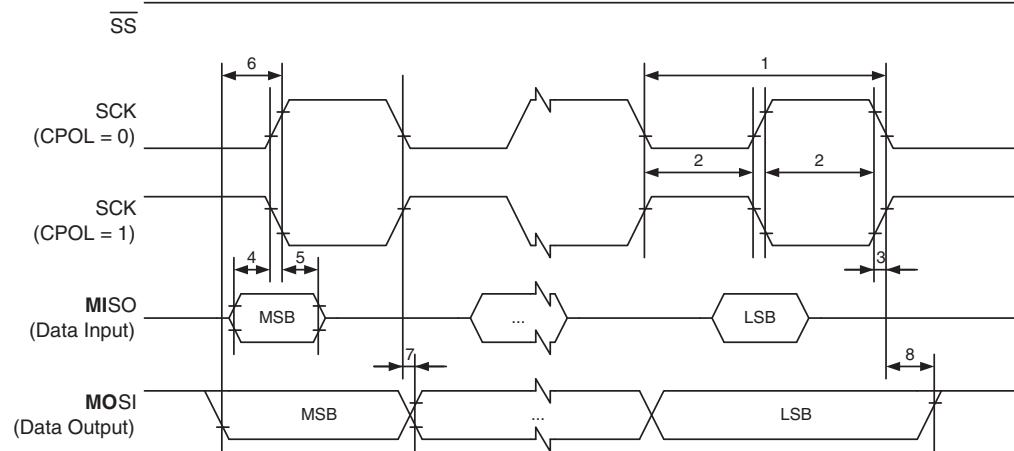 SS
6
1
SCK
(CPOL = 0)
2
2
SCK
(CPOL = 1)
4
5
3
MISO
(Data Input)
MSB
...
LSB
7
8
MOSI
(Data Output)
MSB
...
LSB